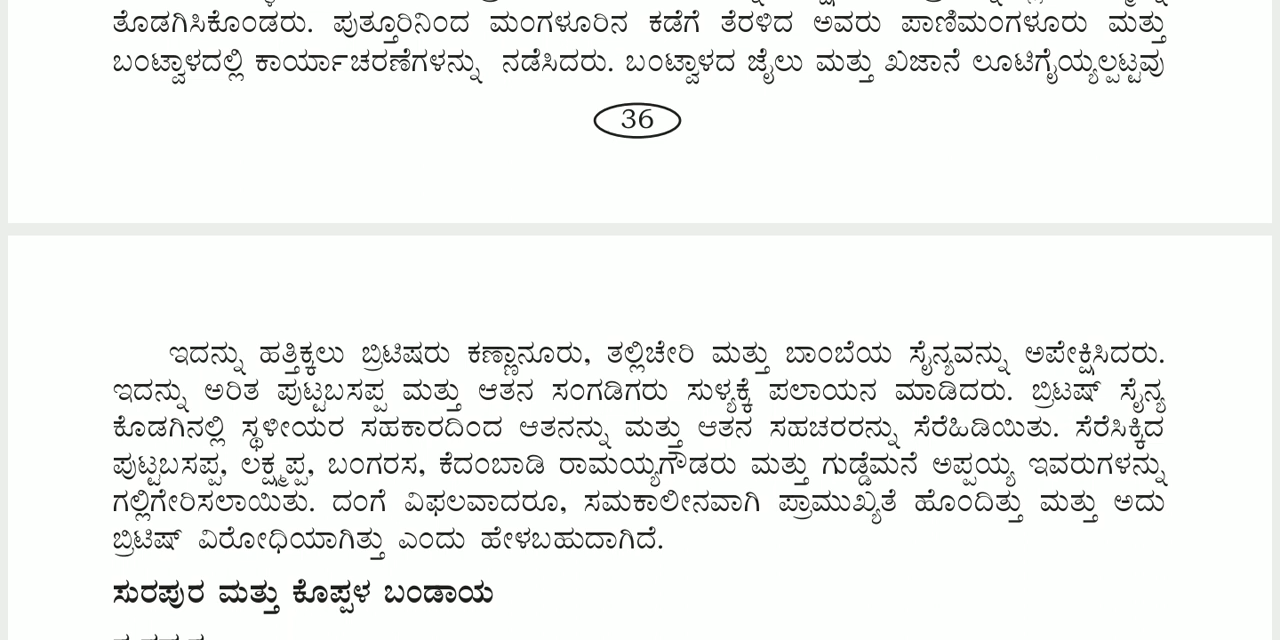 ತೊಡಗಿಸಿಕೊಂಡರು. ಪುತ್ತೂರಿನಿಂದ ಮಂಗಳೂರಿನ ಕಡೆಗೆ ತೆರಳಿದ ಅವರು ಪಾಣಿಮಂಗಳೂರು ಮತ್ತು
ಬಂಟ್ವಾಳದಲ್ಲಿ ಕಾರ್ಯಾಚರಣೆಗಳನ್ನು ನಡೆಸಿದರು. ಬಂಟ್ವಾಳದ ಜೈಲು ಮತ್ತು ಖಜಾನೆ ಲೂಟಿಗೈಯ್ಯಲ್ಪಟ್ಟವು
36
ಇದನ್ನು ಹತ್ತಿಕ್ಕಲು ಬ್ರಿಟಿಷರು ಕಣ್ಣಾನೂರು, ತಲ್ಲಿಚೇರಿ ಮತ್ತು ಬಾಂಬೆಯ ಸೈನ್ಯವನ್ನು ಅಪೇಕ್ಷಿಸಿದರು.
ಇದನ್ನು ಅರಿತ ಪುಟ್ಟಬಸಪ್ಪ ಮತ್ತು ಆತನ ಸಂಗಡಿಗರು ಸುಳ್ಯಕ್ಕೆ ಪಲಾಯನ ಮಾಡಿದರು. ಬ್ರಿಟಷ್ ಸೈನ್ಯ
ಕೊಡಗಿನಲ್ಲಿ ಸ್ಥಳೀಯರ ಸಹಕಾರದಿಂದ ಆತನನ್ನು ಮತ್ತು ಆತನ ಸಹಚರರನ್ನು ಸೆರೆಹಿಡಿಯಿತು. ಸೆರೆಸಿಕ್ಕಿದ
ಪುಟ್ಟಬಸಪ್ಪ, ಲಕ್ಷ್ಮಪ್ಪ, ಬಂಗರಸ, ಕೆದಂಬಾಡಿ ರಾಮಯ್ಯಗೌಡರು ಮತ್ತು ಗುಡ್ಡೆಮನೆ ಅಪ್ಪಯ್ಯ ಇವರುಗಳನ್ನು
ಗಲ್ಲಿಗೇರಿಸಲಾಯಿತು. ದಂಗೆ ವಿಫಲವಾದರೂ, ಸಮಕಾಲೀನವಾಗಿ ಪ್ರಾಮುಖ್ಯತೆ ಹೊಂದಿತ್ತು ಮತ್ತು ಅದು
ಬ್ರಿಟಿಷ್ ವಿರೋಧಿಯಾಗಿತ್ತು ಎಂದು ಹೇಳಬಹುದಾಗಿದೆ.
ಸುರಪುರ ಮತ್ತು ಕೊಪ್ಪಳ ಬಂಡಾಯ